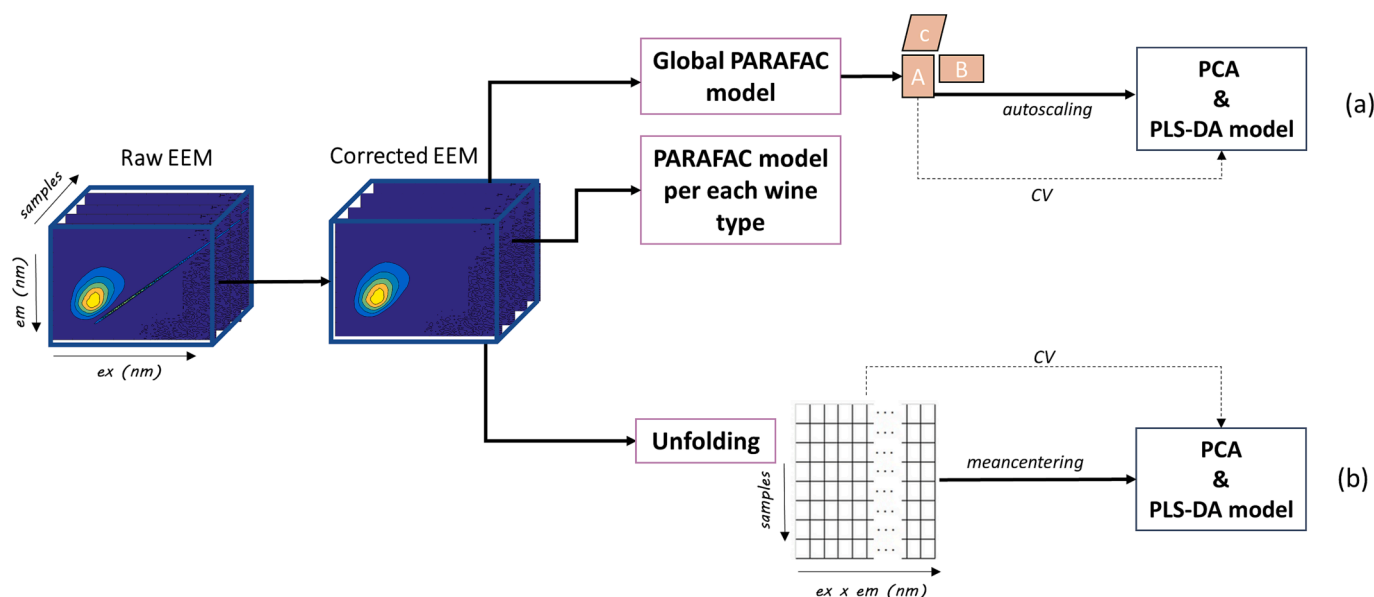 Raw EEM
samples
em (nm)
ex (nm)
Corrected EEM
Global PARAFAC
model
C
A
B
autoscaling
CV
PCA
&
PLS-DA model
(a)
PARAFAC model
per each wine
type
Unfolding
samples
ex x em (nm)
CV
meancentering
PCA
&
PLS-DA model
(b)